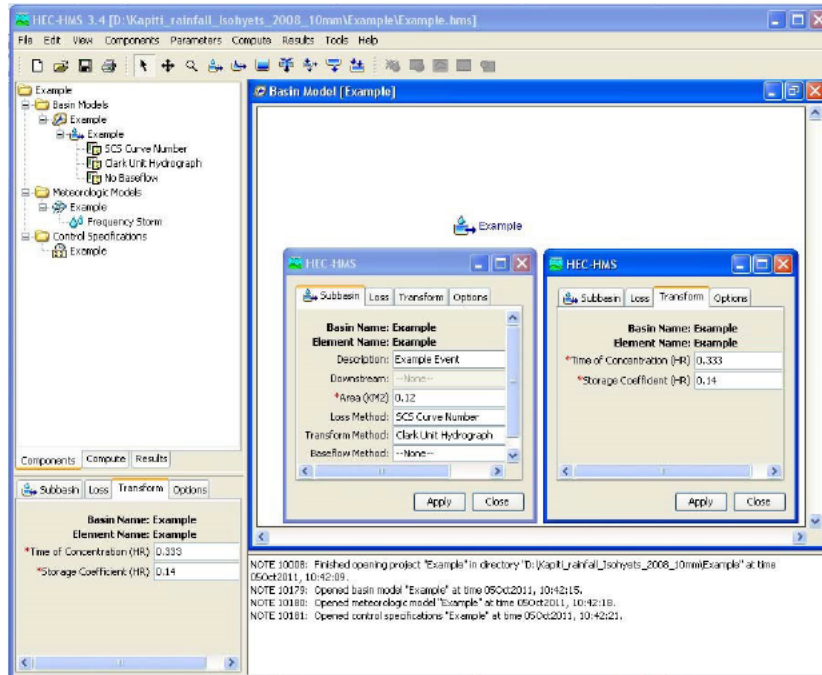 HEC-HMS 3.4 [D:\Kapiti_rainfall_Isohyets_2008_10mm\Example\Example.hms]
File Edit View Components Parameters Compute Results Tools Help
Example
Basin Models
Example
Example
SCS Curve Number
Clark Unit Hydrograph
No Baseflow
Meteorologic Models
Example
Frequency Storm
Control Specifications
Example
Components Compute Results
Subbasin Loss Transform Options
Basin Name: Example
Element Name: Example
*Time of Concentration (HR) 0.333
*Storage Coefficient (HR) 0.14
Basin Model [Example]
Example
HEC-HMS
Subbasin Loss Transform Options
Basin Name: Example
Element Name: Example
Description: Example Event
Downstream: --None--
*Area (KM2) 0.12
Loss Method: SCS Curve Number
Transform Method: Clark Unit Hydrograph
Baseflow Method: --None--
Apply Close
HEC-HMS
Subbasin Loss Transform Options
Basin Name: Example
Element Name: Example
*Time of Concentration (HR) 0.333
*Storage Coefficient (HR) 0.14
Apply Close
NOTE 10008: Finished opening project "Example" in directory "D:\Kapiti_rainfall_Isohyets_2008_10mm\Example" at time
05Oct2011, 10:42:09.
NOTE 10179: Opened basin model "Example" at time 05Oct2011, 10:42:15.
NOTE 10180: Opened meteorologic model "Example" at time 05Oct2011, 10:42:18.
NOTE 10181: Opened control specifications "Example" at time 05Oct2011, 10:42:21.